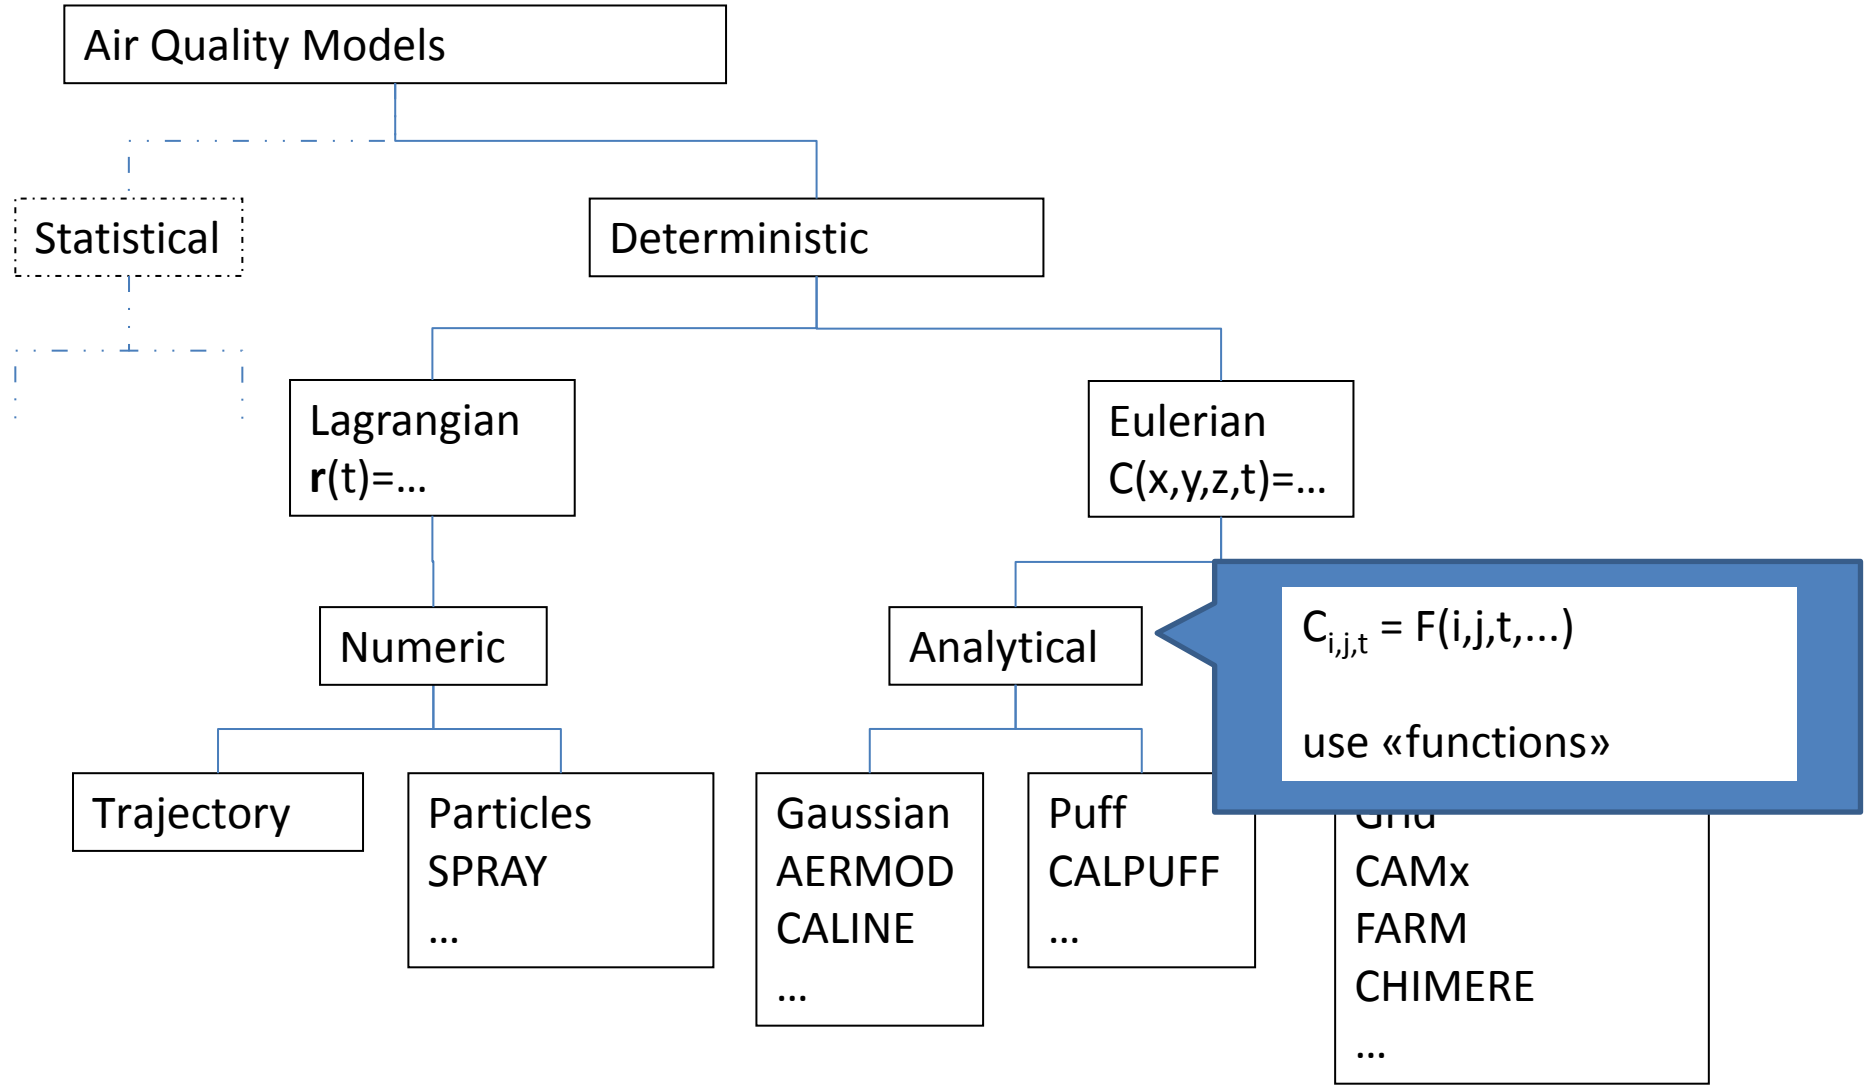 Air Quality Models
Statistical
Deterministic
Lagrangian
r(t)=...
Eulerian
C(x,y,z,t)=...
Numeric
Analytical
Ci,j,t = F(i,j,t,...)
use «functions»
Trajectory
Particles
SPRAY
...
Gaussian
AERMOD
CALINE
...
Puff
CALPUFF
...
CAMx
FARM
CHIMERE
...